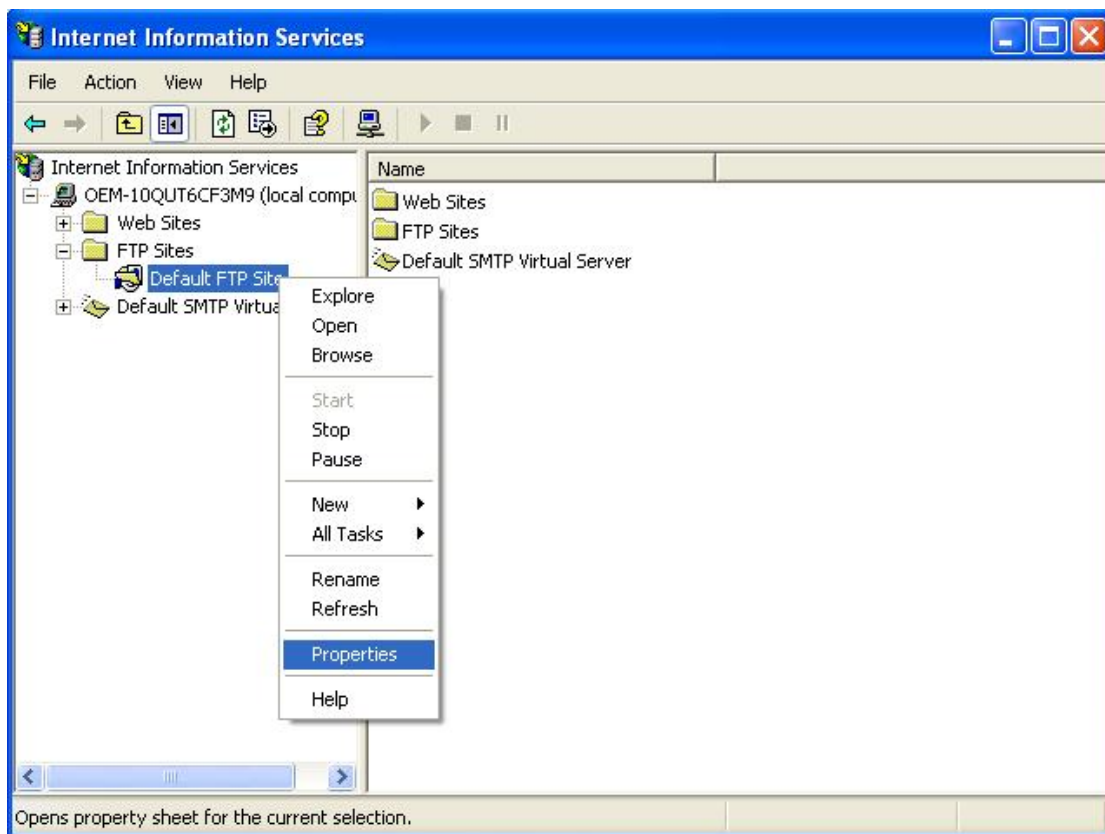 Internet Information Services
File Action View Help
Internet Information Services
OEM-10QUT6CF3M9 (local compu
Web Sites
FTP Sites
Default FTP Site
Default SMTP Virtua
Name
Web Sites
FTP Sites
Default SMTP Virtual Server
Explore
Open
Browse
Start
Stop
Pause
New
All Tasks
Rename
Refresh
Properties
Help
Opens property sheet for the current selection.